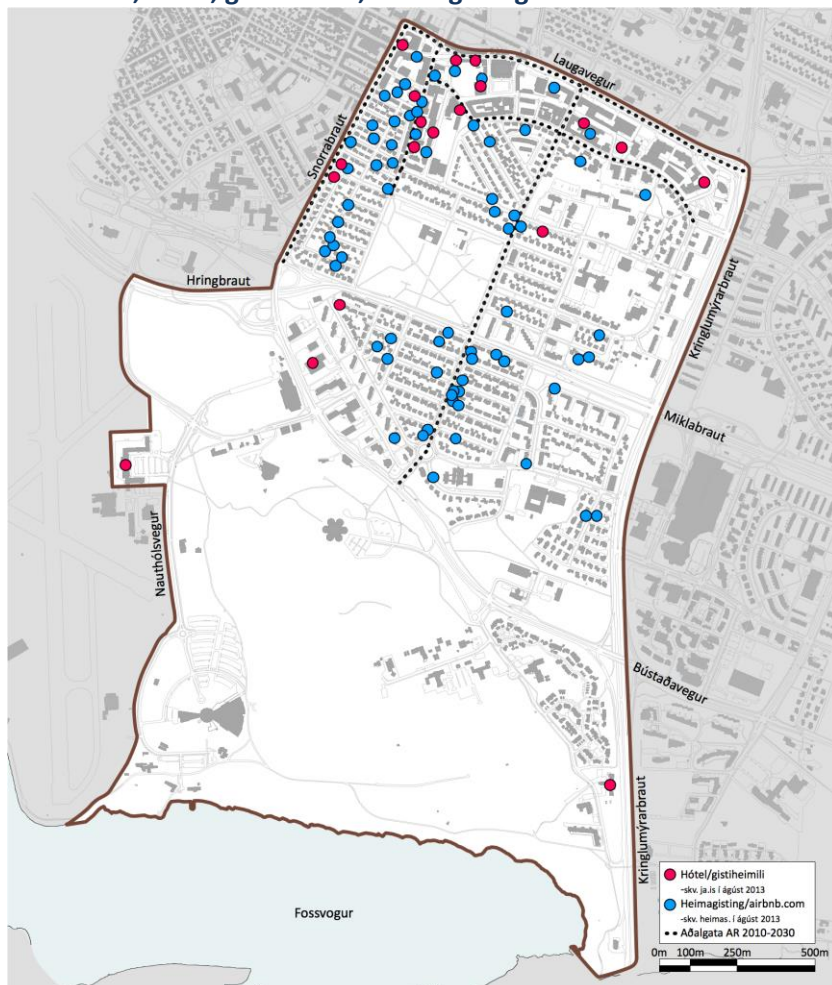 Laugavegur
Snorrabraut
Hringbraut
Kringlumýrarbraut
Miklabraut
Nauthólsvegur
Bústaðavegur
Kringlumýrarbraut
Fossvogur
Hótel/gistiheimili
-skv. ja.is í ágúst 2013
Heimagisting/airbnb.com
-skv. heimas. í ágúst 2013
Aðalgata AR 2010-2030
0m 100m 250m 500m